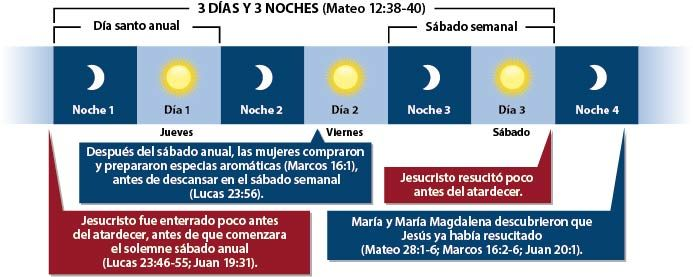 3 DÍAS Y 3 NOCHES (Mateo 12:38-40)
Día santo anual
Sábado semanal
Noche 1
Día 1
Noche 2
Día 2
Noche 3
Día 3
Noche 4
Jueves
Viernes
Sábado
Después del sábado anual, las mujeres compraron
y prepararon especias aromáticas (Marcos 16:1),
antes de descansar en el sábado semanal
(Lucas 23:56).
Jesucristo resucitó poco
antes del atardecer.
Jesucristo fue enterrado poco antes
del atardecer, antes de que comenzara
el solemne sábado anual
(Lucas 23:46-55; Juan 19:31).
María y María Magdalena descubrieron que
Jesús ya había resucitado
(Mateo 28:1-6; Marcos 16:2-6; Juan 20:1).